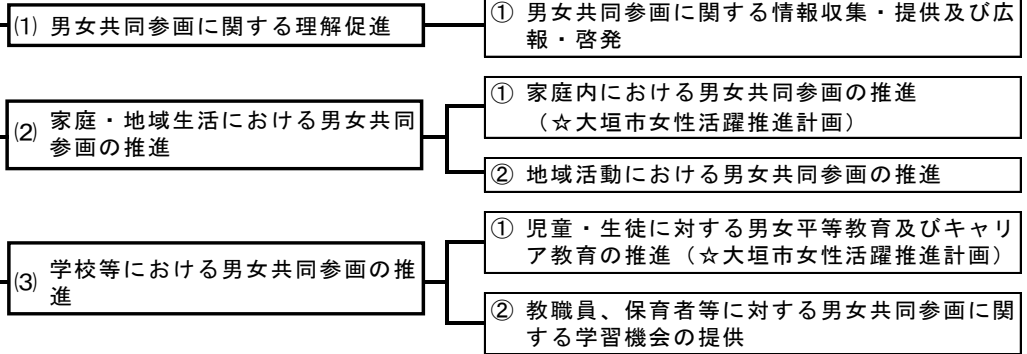 ⑴ 男女共同参画に関する理解促進
① 男女共同参画に関する情報収集・提供及び広
報・啓発
⑵ 家庭・地域生活における男女共同
参画の推進
① 家庭内における男女共同参画の推進
（☆大垣市女性活躍推進計画）
② 地域活動における男女共同参画の推進
⑶ 学校等における男女共同参画の推
進
① 児童・生徒に対する男女平等教育及びキャリ
ア教育の推進（☆大垣市女性活躍推進計画）
② 教職員、保育者等に対する男女共同参画に関
する学習機会の提供